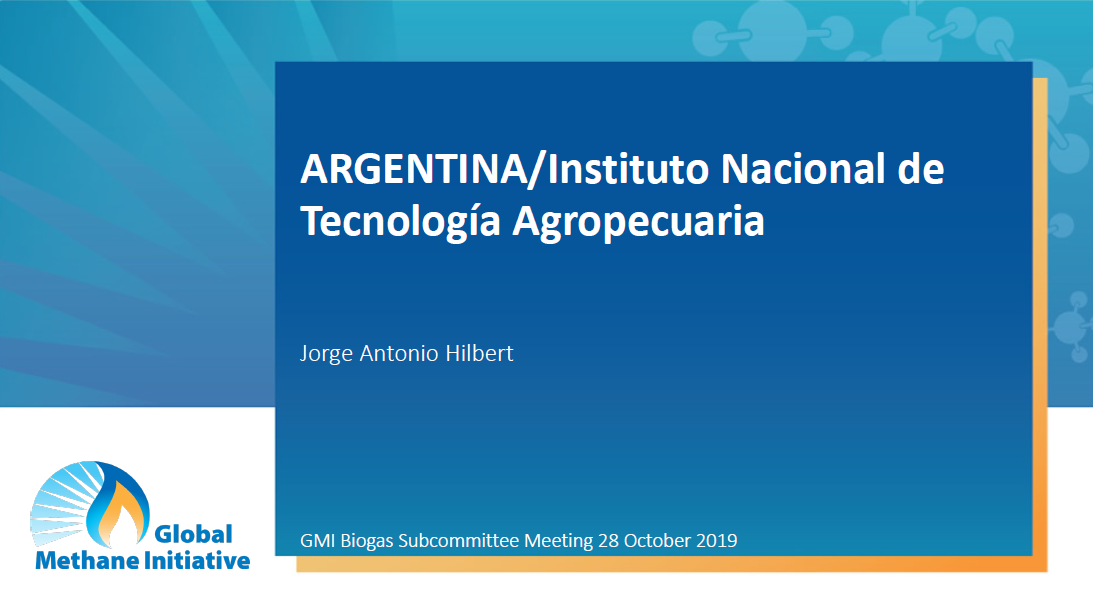 ARGENTINA/Instituto Nacional de
Tecnología Agropecuaria
Jorge Antonio Hilbert
GMI Biogas Subcommittee Meeting 28 October 2019
Global
Methane Initiative